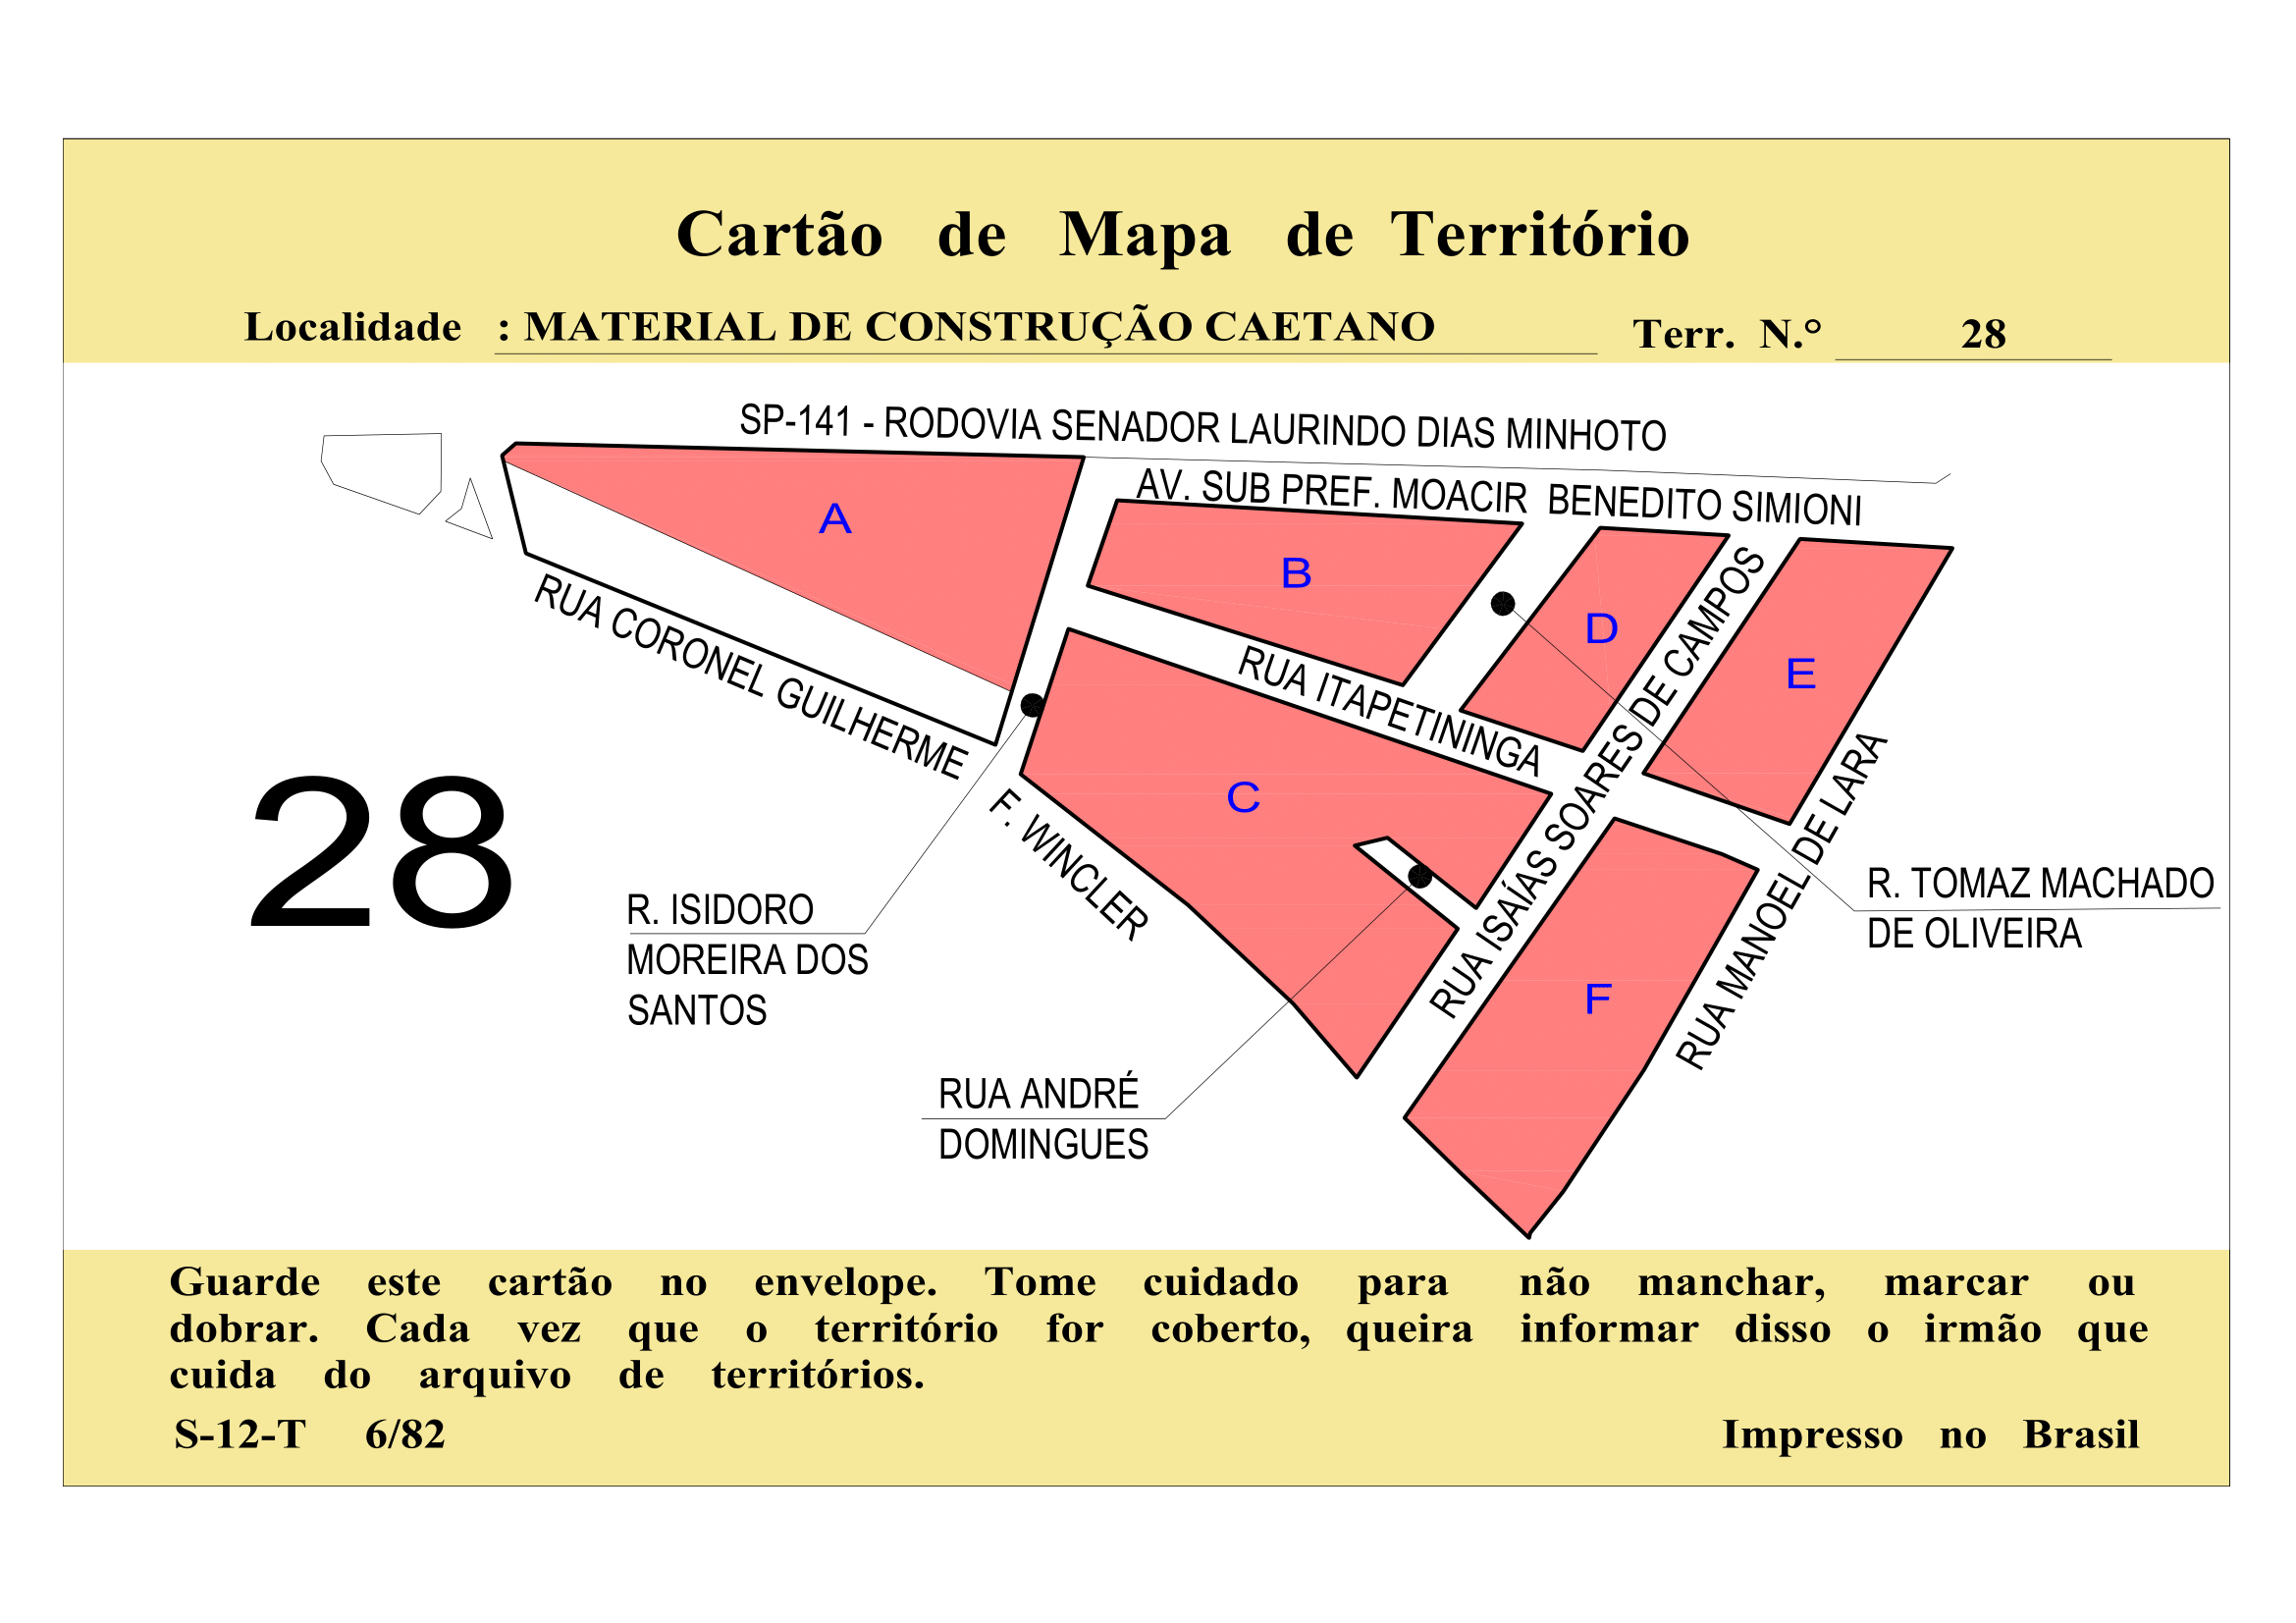 Cartão de Mapa de Território
Localidade : MATERIAL DE CONSTRUÇÃO CAETANO
Terr. N.° 28
SP-141 - RODOVIA SENADOR LAURINDO DIAS MINHOTO
AV. SUB PREF. MOACIR BENEDITO SIMIONI
A
B
D
E
C
F
RUA CORONEL GUILHERME
RUA ITAPETININGA
RUA ISAÍAS SOARES DE CAMPOS
RUA MANOEL DE LARA
F. WINCLER
28
R. ISIDORO
MOREIRA DOS
SANTOS
R. TOMAZ MACHADO
DE OLIVEIRA
RUA ANDRÉ
DOMINGUES
Guarde este cartão no envelope. Tome cuidado para não manchar, marcar ou
dobrar. Cada vez que o território for coberto, queira informar disso o irmão que
cuida do arquivo de territórios.
S-12-T 6/82
Impresso no Brasil